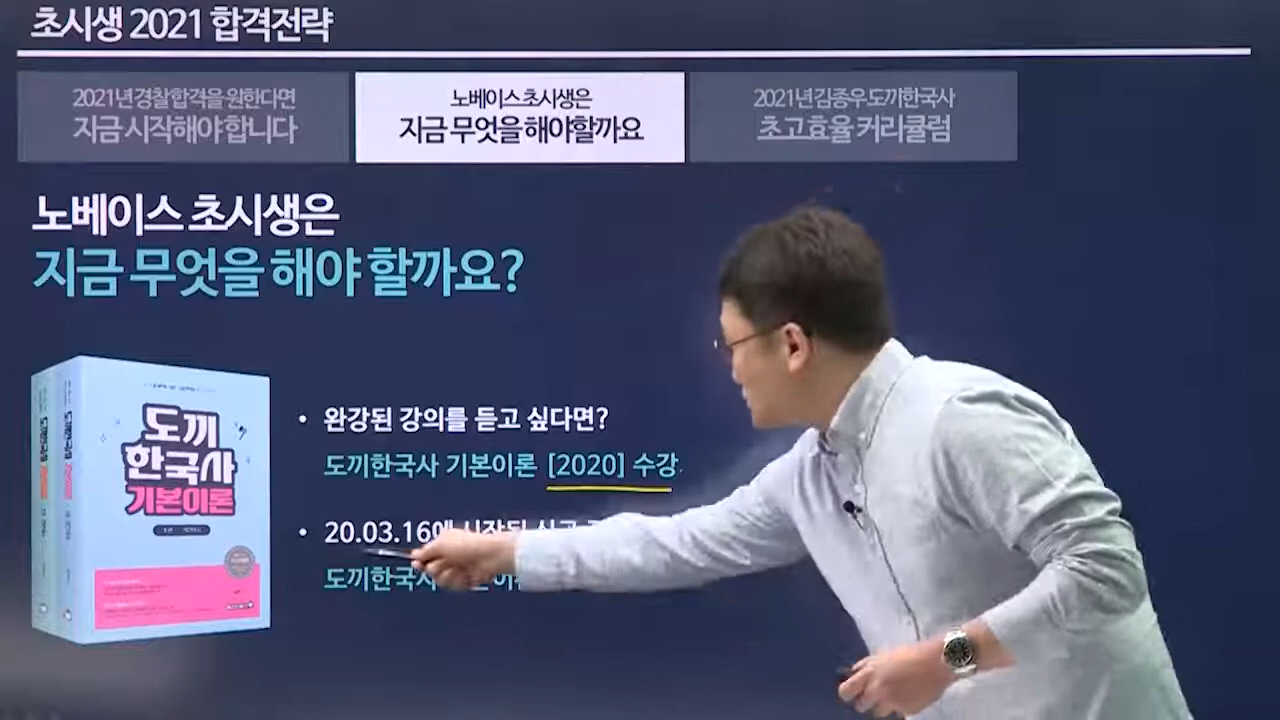 초시생 2021 합격전략
2021년 경찰합격을 원한다면
지금 시작해야 합니다
노베이스 초시생은
지금 무엇을 해야할까요
2021년 김종우 도끼한국사
초고효율 커리큘럼
노베이스 초시생은
지금 무엇을 해야 할까요?
도끼
한국사
기본이론
• 완강된 강의를 듣고 싶다면?
도끼한국사 기본이론 [2020] 수강
• 20.03.16에 시작된
도끼한국사